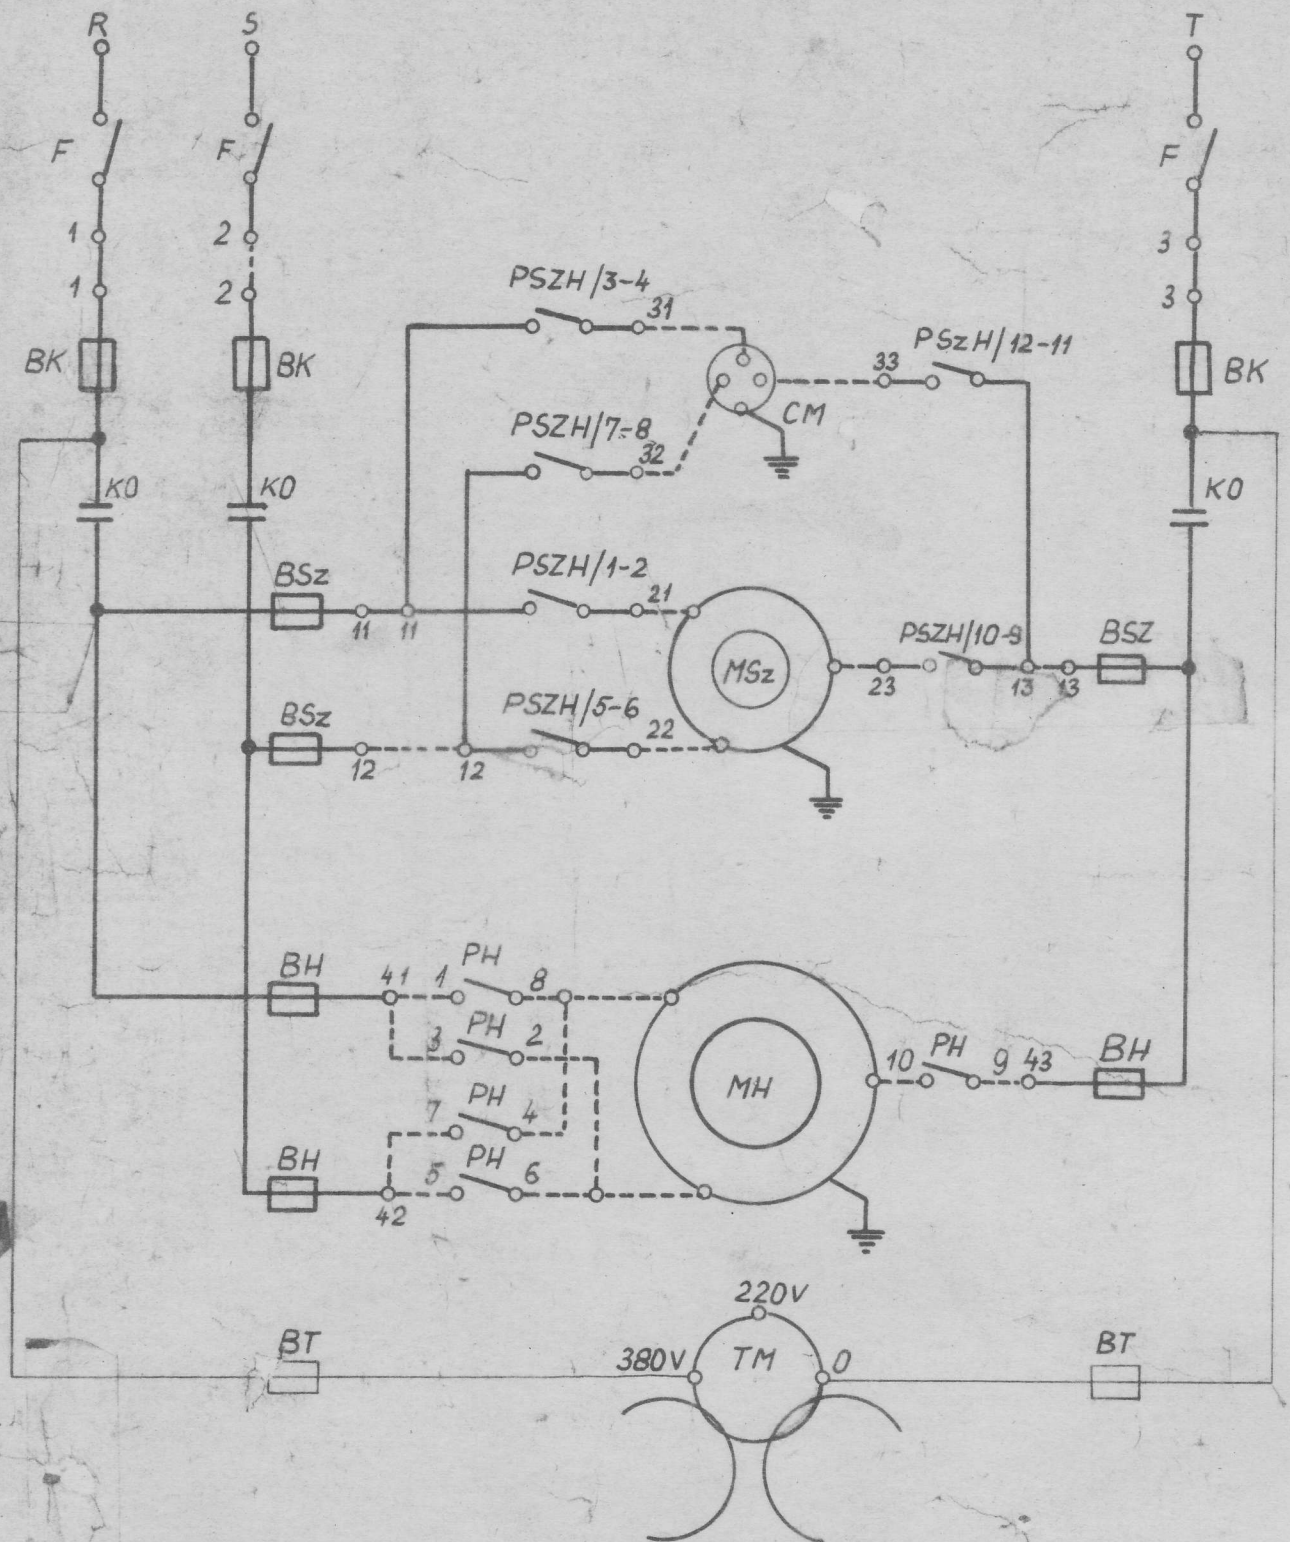 R S T
F F F
1 2 3
1 2 3
PSZH/3-4
31
BK BK BK
PSzH/12-11
33
CM
PSZH/7-8
32
KO KO KO
BSz
PSZH/1-2
21
11 11
MSz
PSZH/10-9
BSZ
23 13 13
BSz
PSZH/5-6
22
12 12
BH
41 1 PH 8
3 PH 2
MH
10 PH 9 43
BH
7 PH 4
BH
5 PH 6
42
220V
BT
380V TM 0
BT